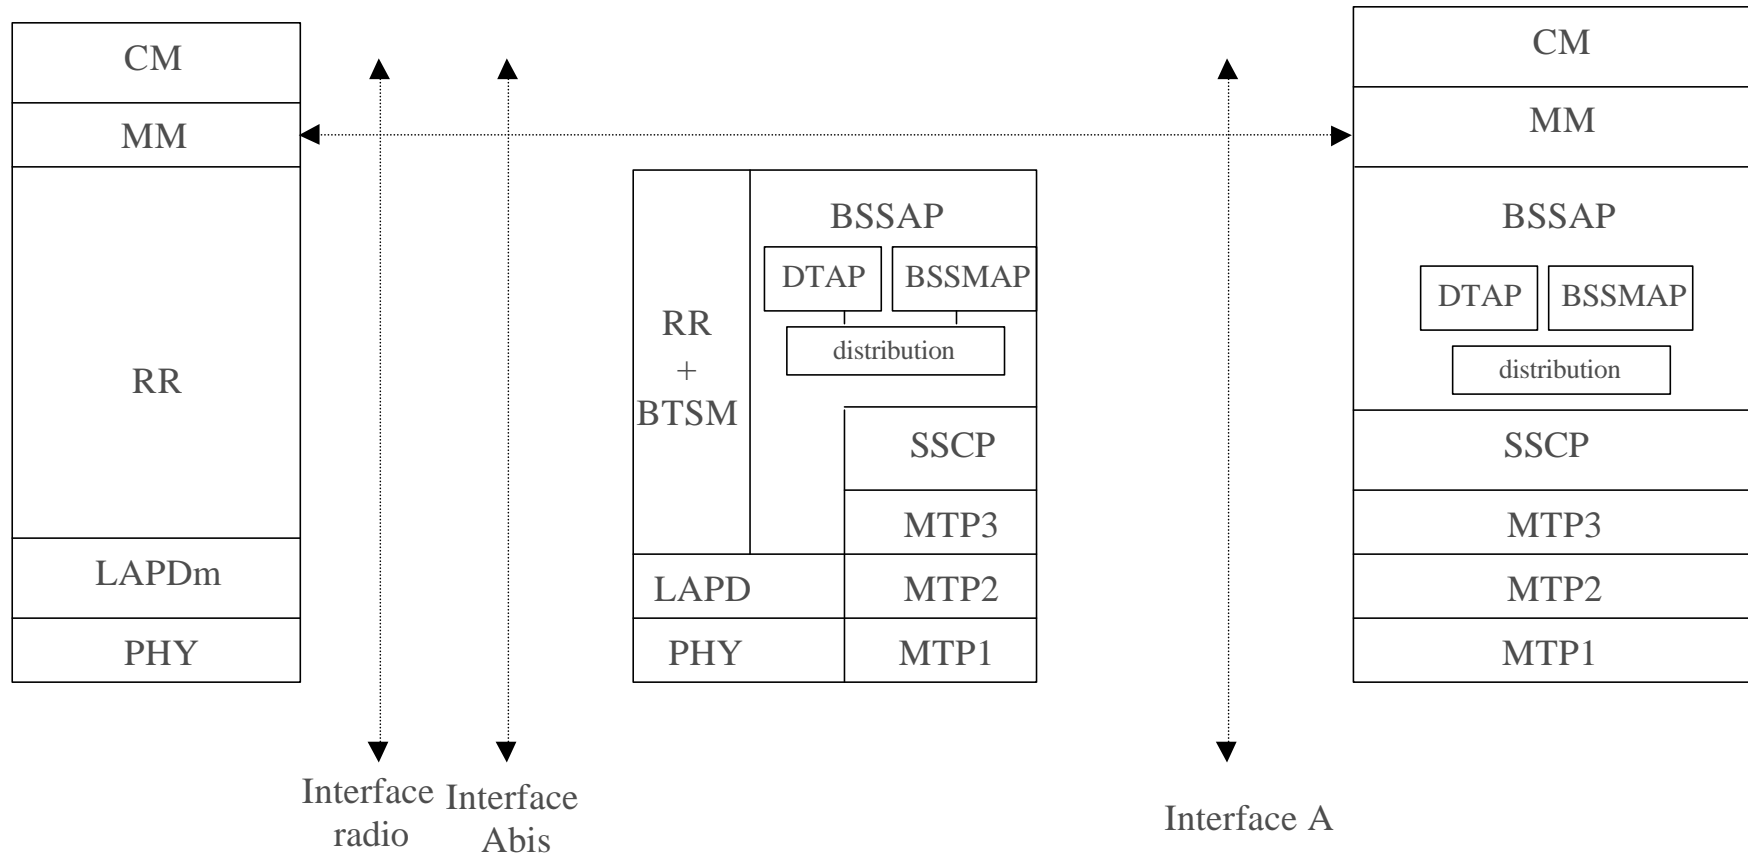 CM
MM
RR
LAPDm
PHY
Interface
radio
Interface
Abis
RR
+
BTSM
BSSAP
DTAP
BSSMAP
distribution
SSCP
MTP3
LAPD
MTP2
PHY
MTP1
Interface A
CM
MM
BSSAP
DTAP
BSSMAP
distribution
SSCP
MTP3
MTP2
MTP1